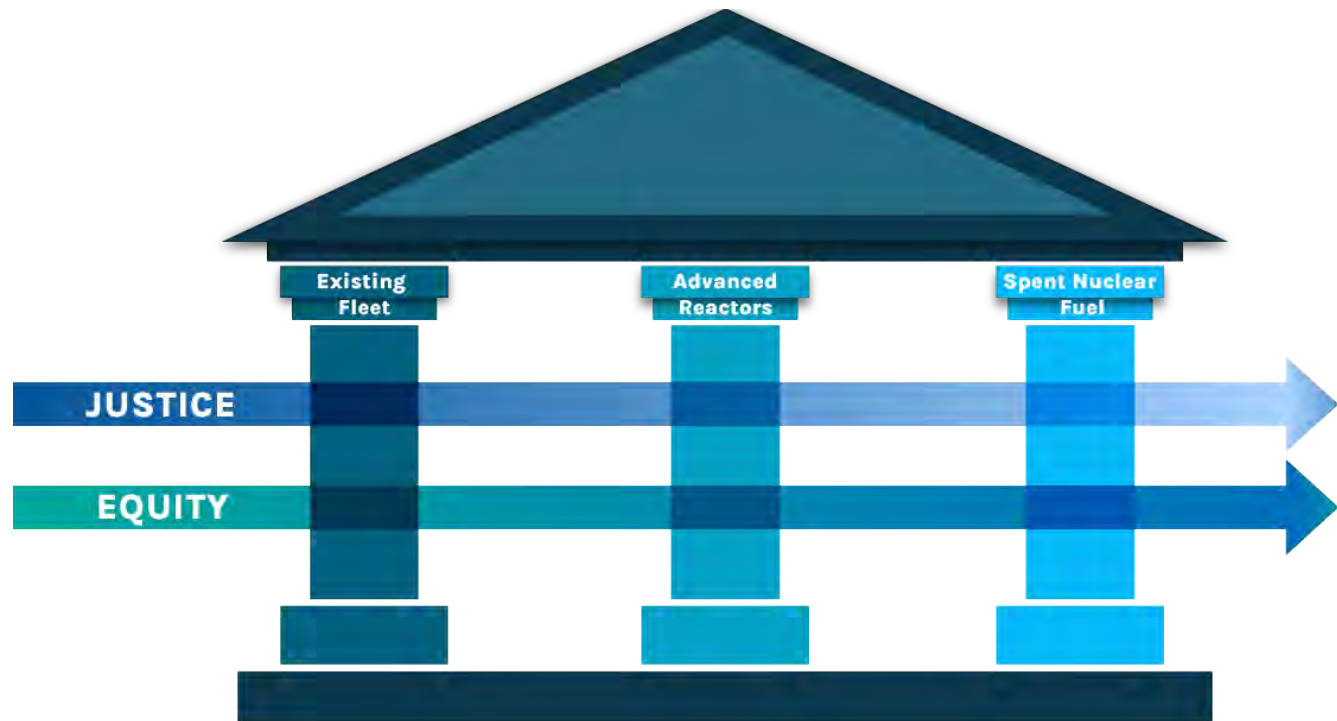 Existing
Fleet
Advanced
Reactors
Spent Nuclear
Fuel
JUSTICE
EQUITY